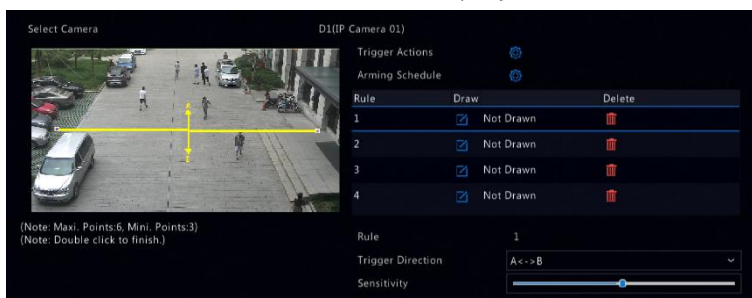 Select Camera D1(IP Camera 01)
Trigger Actions
Arming Schedule
Rule Draw Delete
1 Not Drawn
2 Not Drawn
3 Not Drawn
4 Not Drawn
(Note: Maxi. Points:6, Mini. Points:3)
(Note: Double click to finish.)
Rule 1
Trigger Direction A<->B
Sensitivity